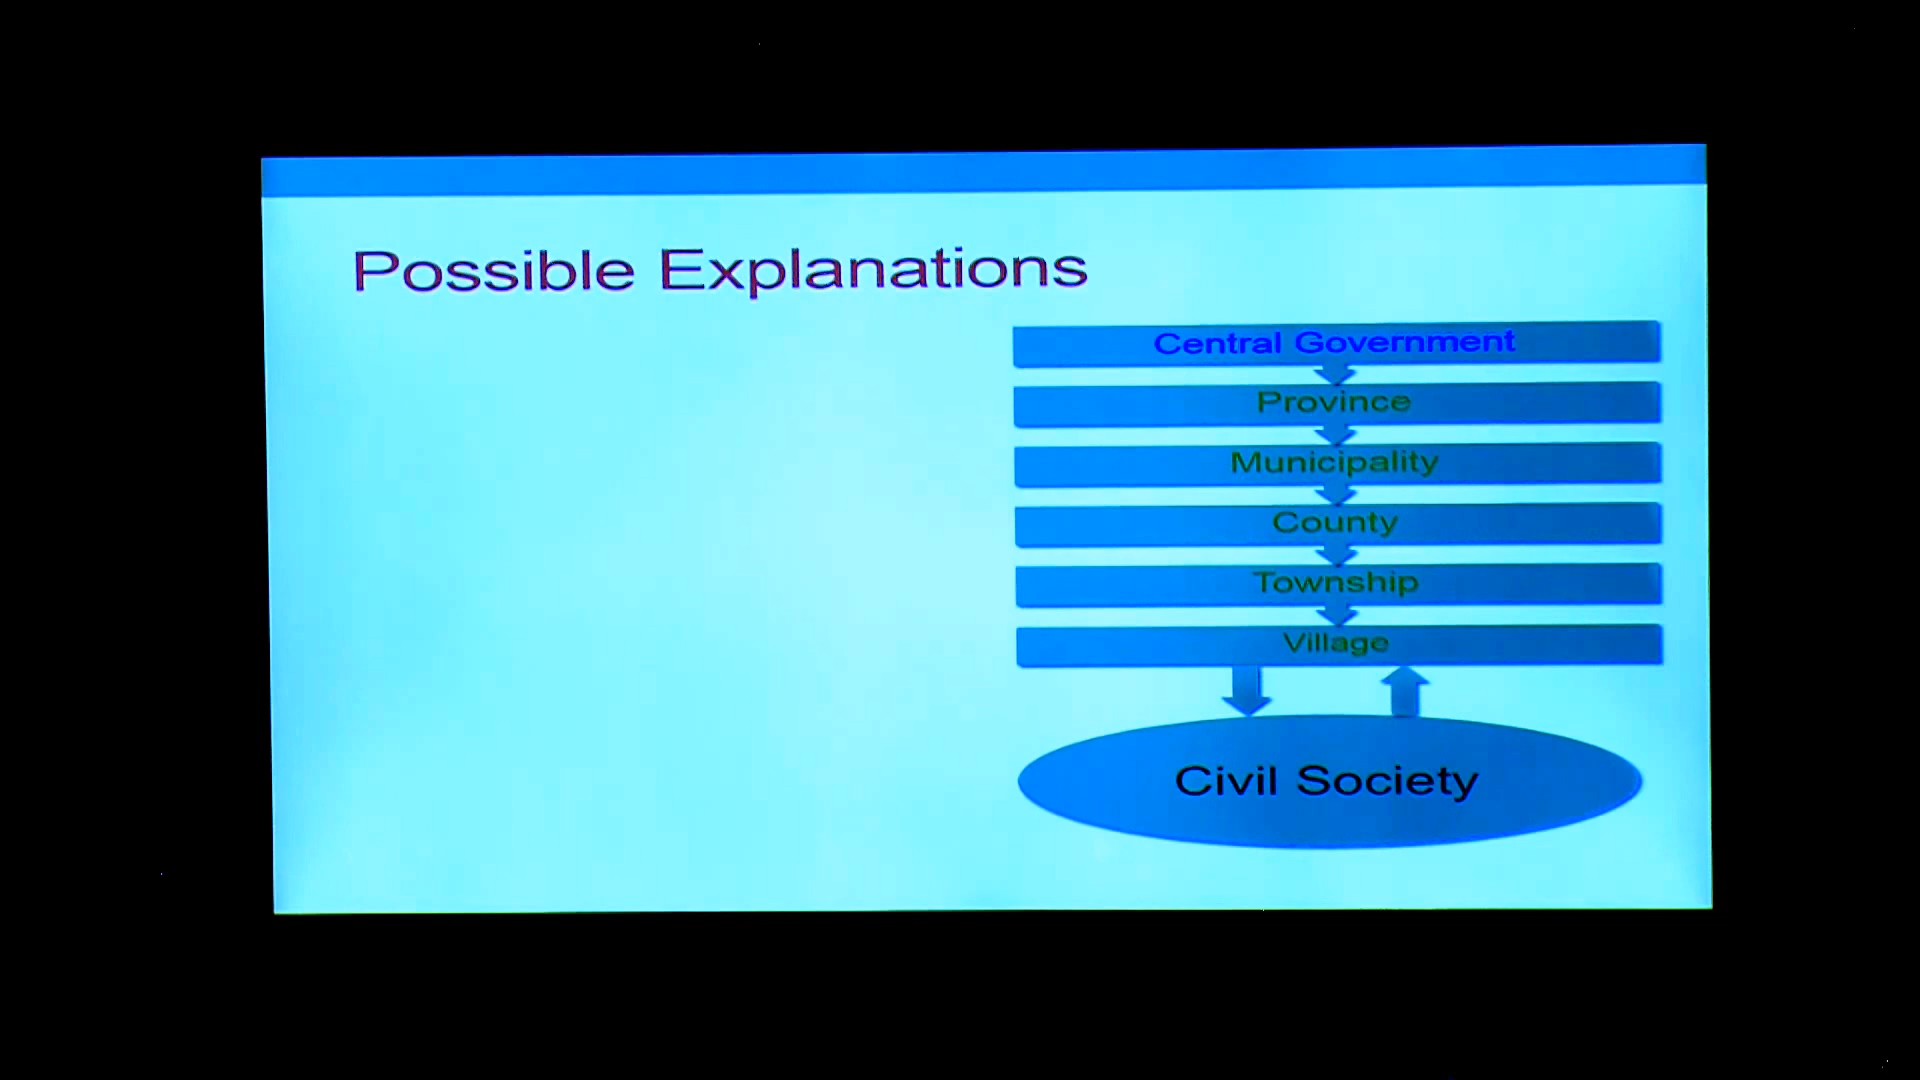 Possible Explanations
Central Government
Province
Municipality
County
Township
Village
Civil Society